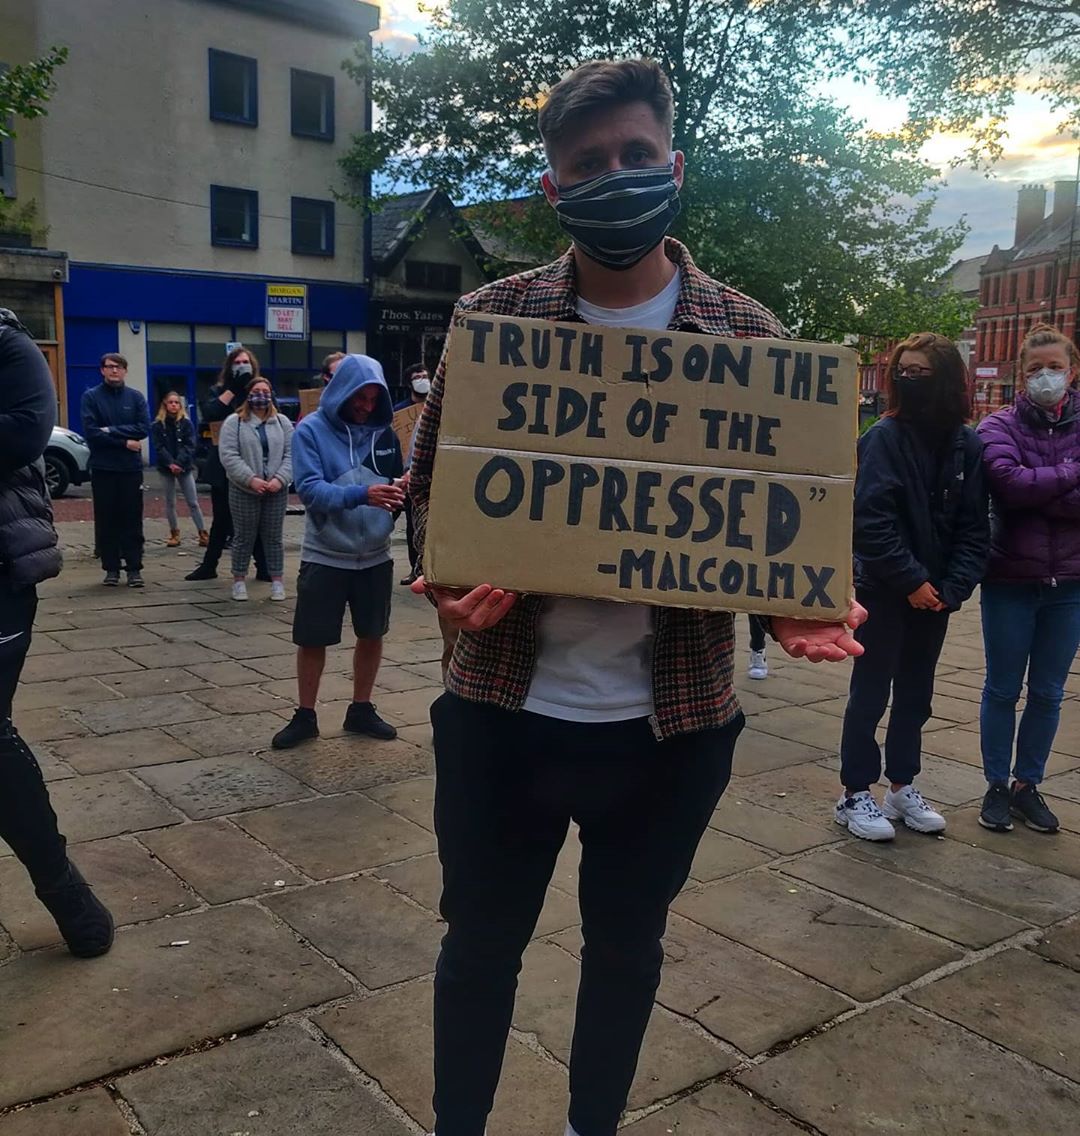 MORGAN
MARTIN
TO LET /
MAY
SELL
Thos. Yates
"TRUTH IS ON THE
SIDE OF THE
OPPRESSED"
-MALCOLM X